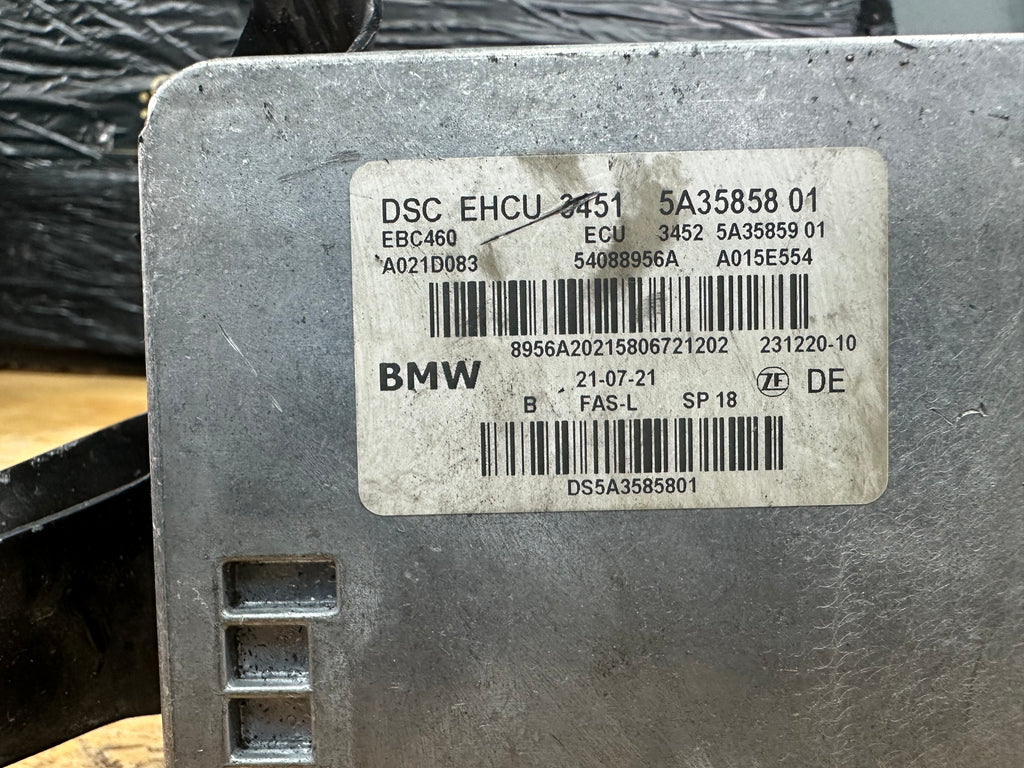 DSC EHCU 3451 5A35858 01
EBC460 ECU 3452 5A35859 01
A021D083 54088956A A015E554
8956A20215806721202 231220-10
BMW 21-07-21 ZF DE
B FAS-L SP 18
DS5A3585801